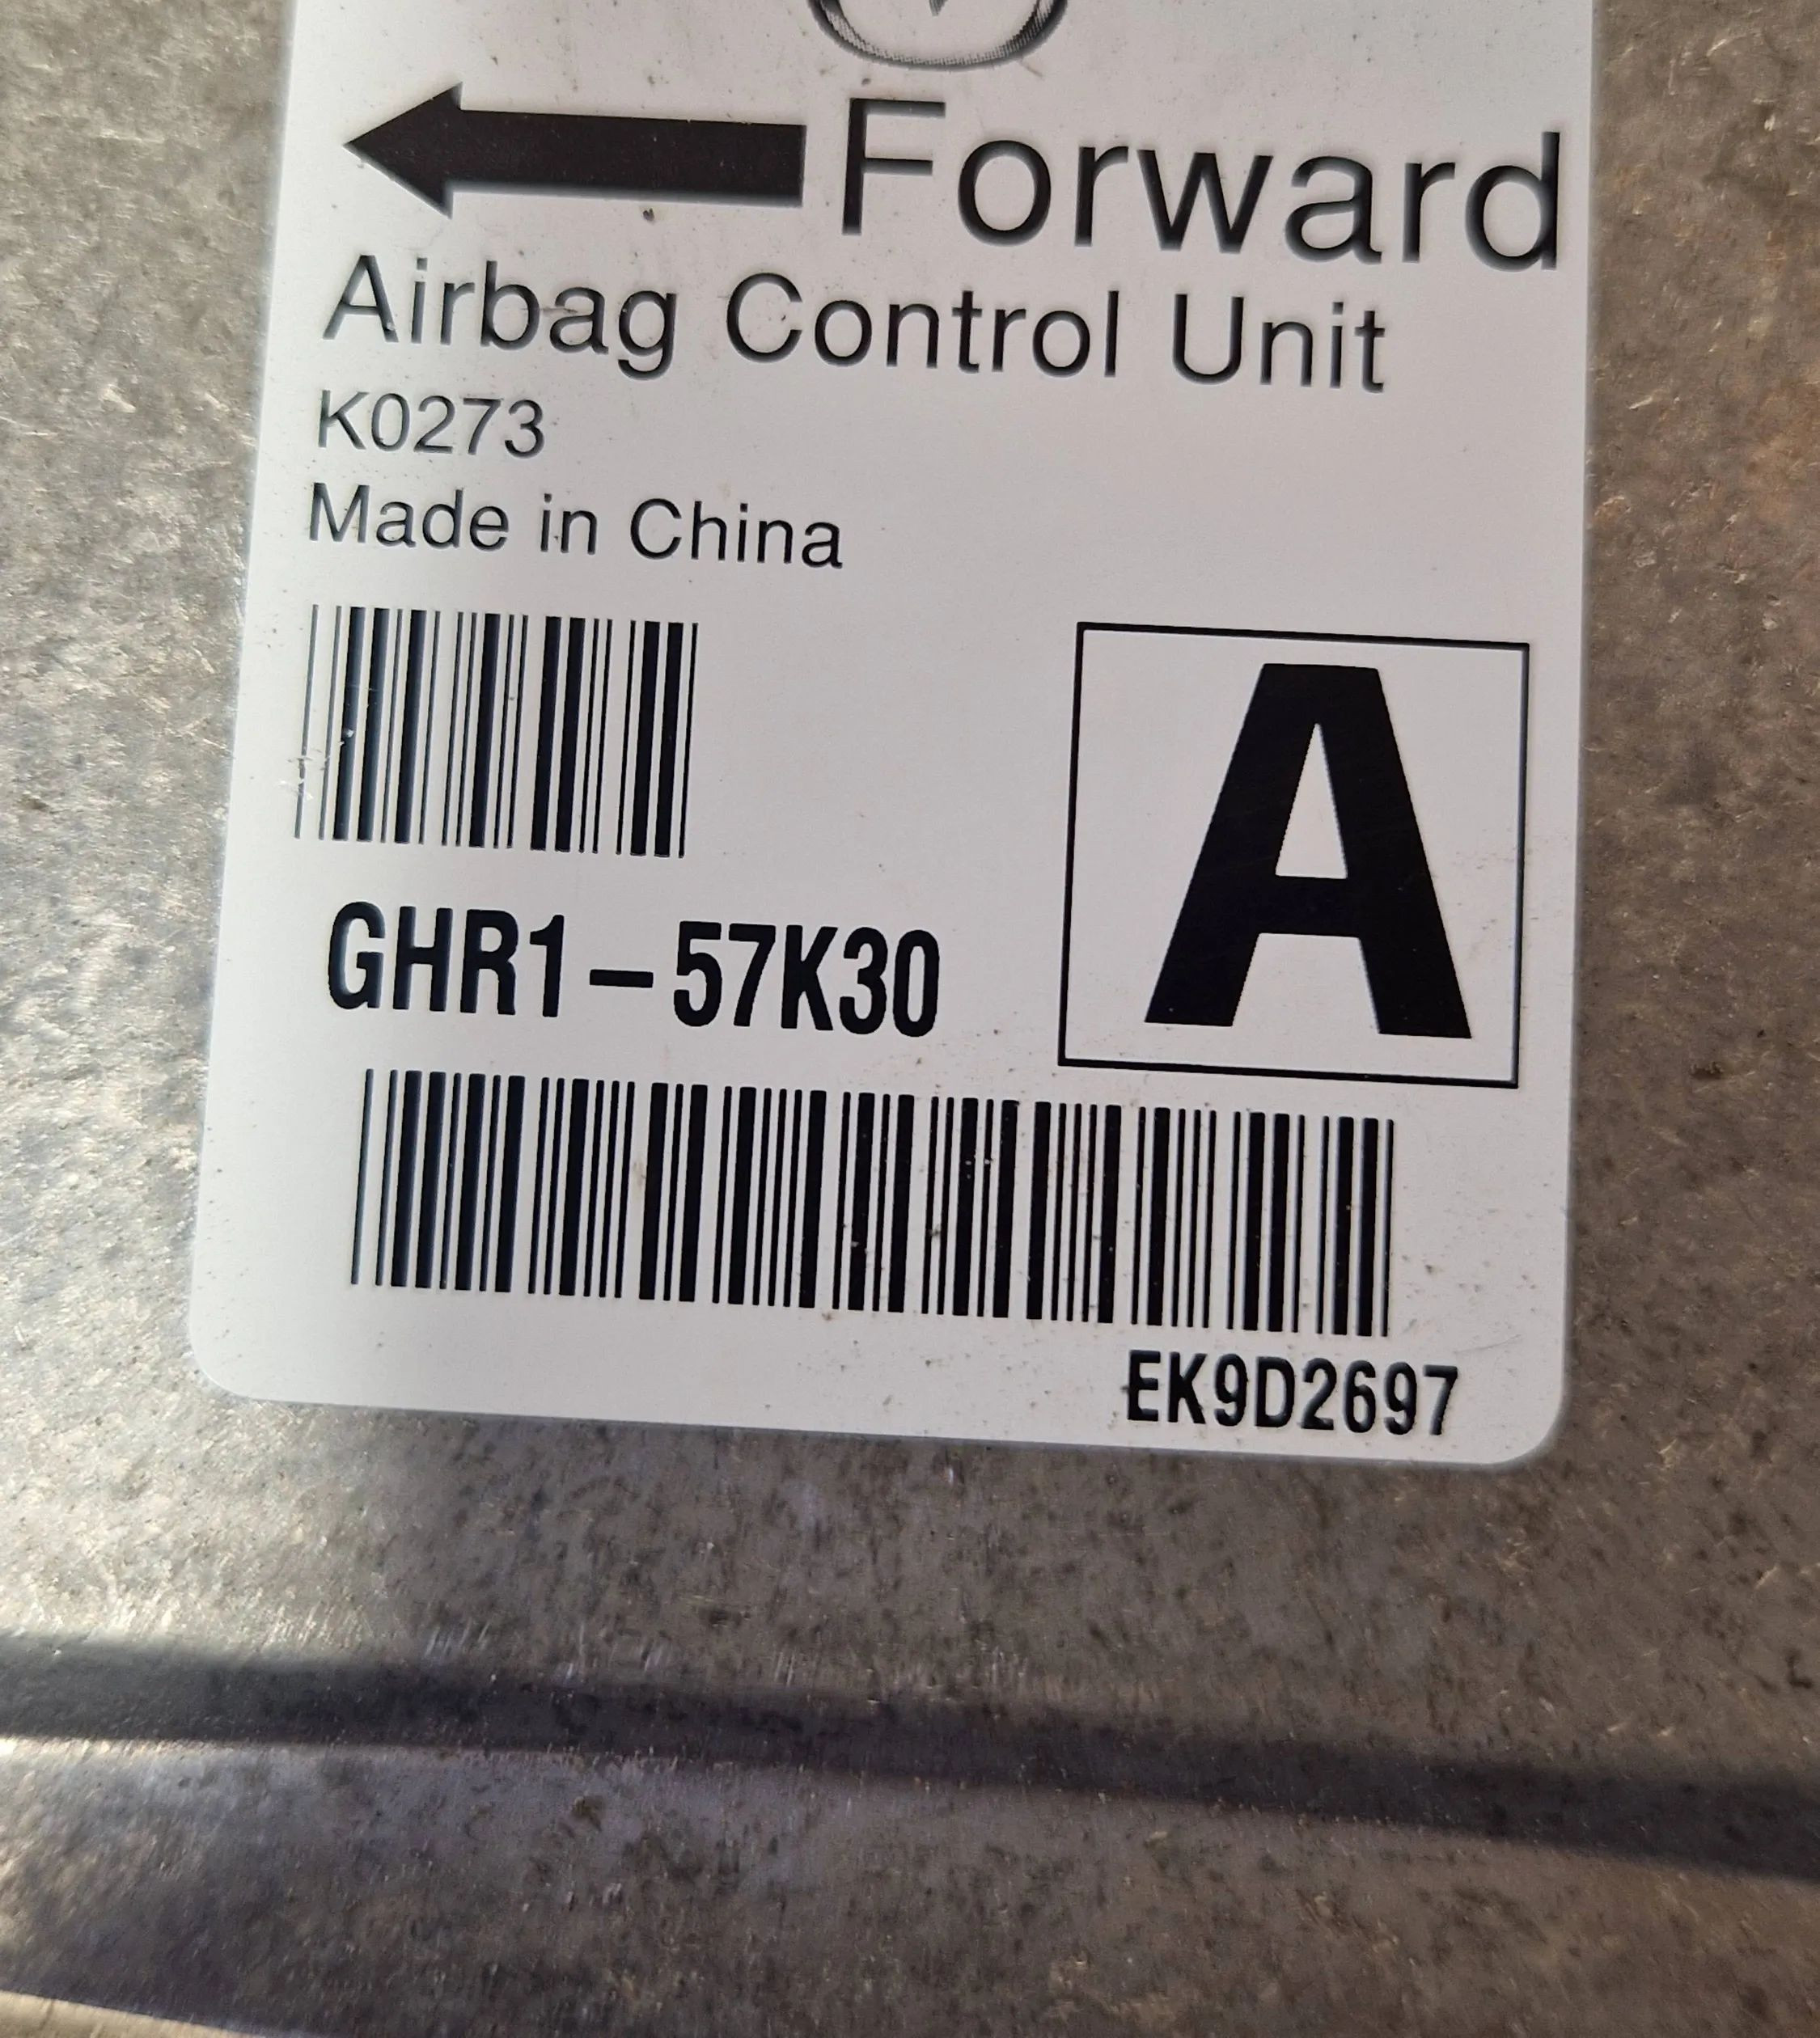 Forward
Airbag Control Unit
K0273
Made in China
A
GHR1-57K30
EK9D2697